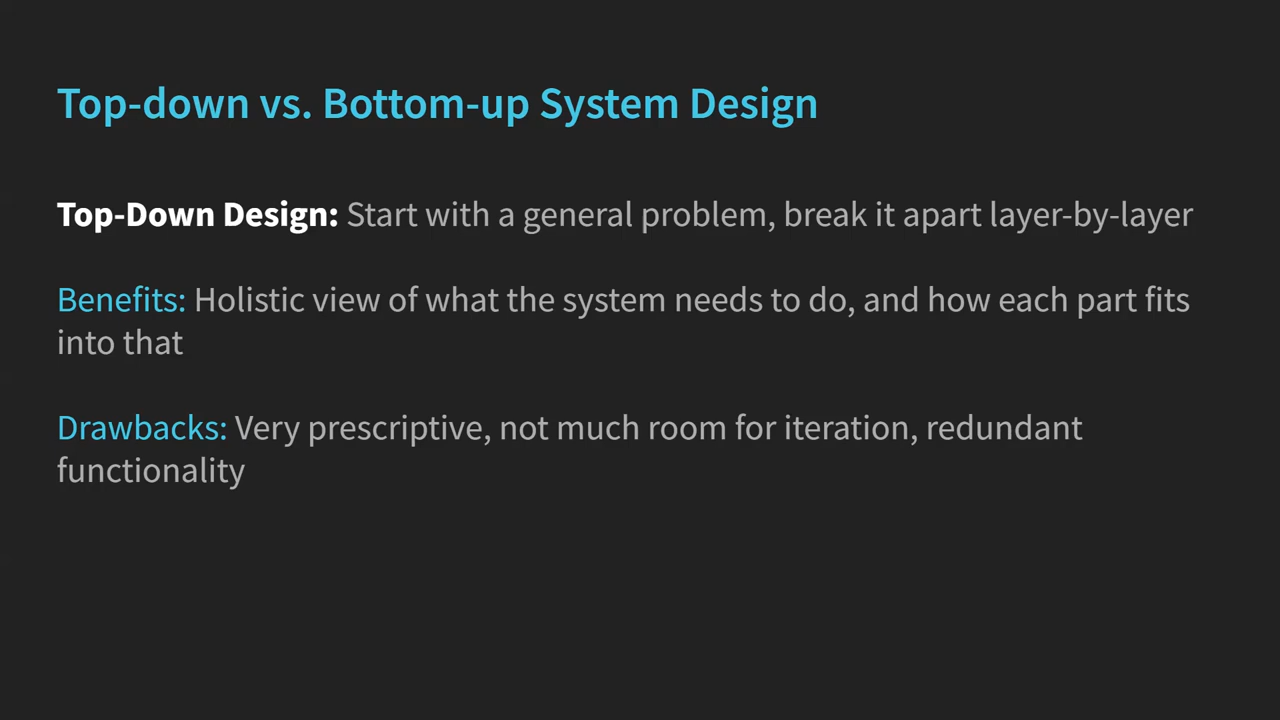 Top-down vs. Bottom-up System Design
Top-Down Design: Start with a general problem, break it apart layer-by-layer
Benefits: Holistic view of what the system needs to do, and how each part fits
into that
Drawbacks: Very prescriptive, not much room for iteration, redundant
functionality